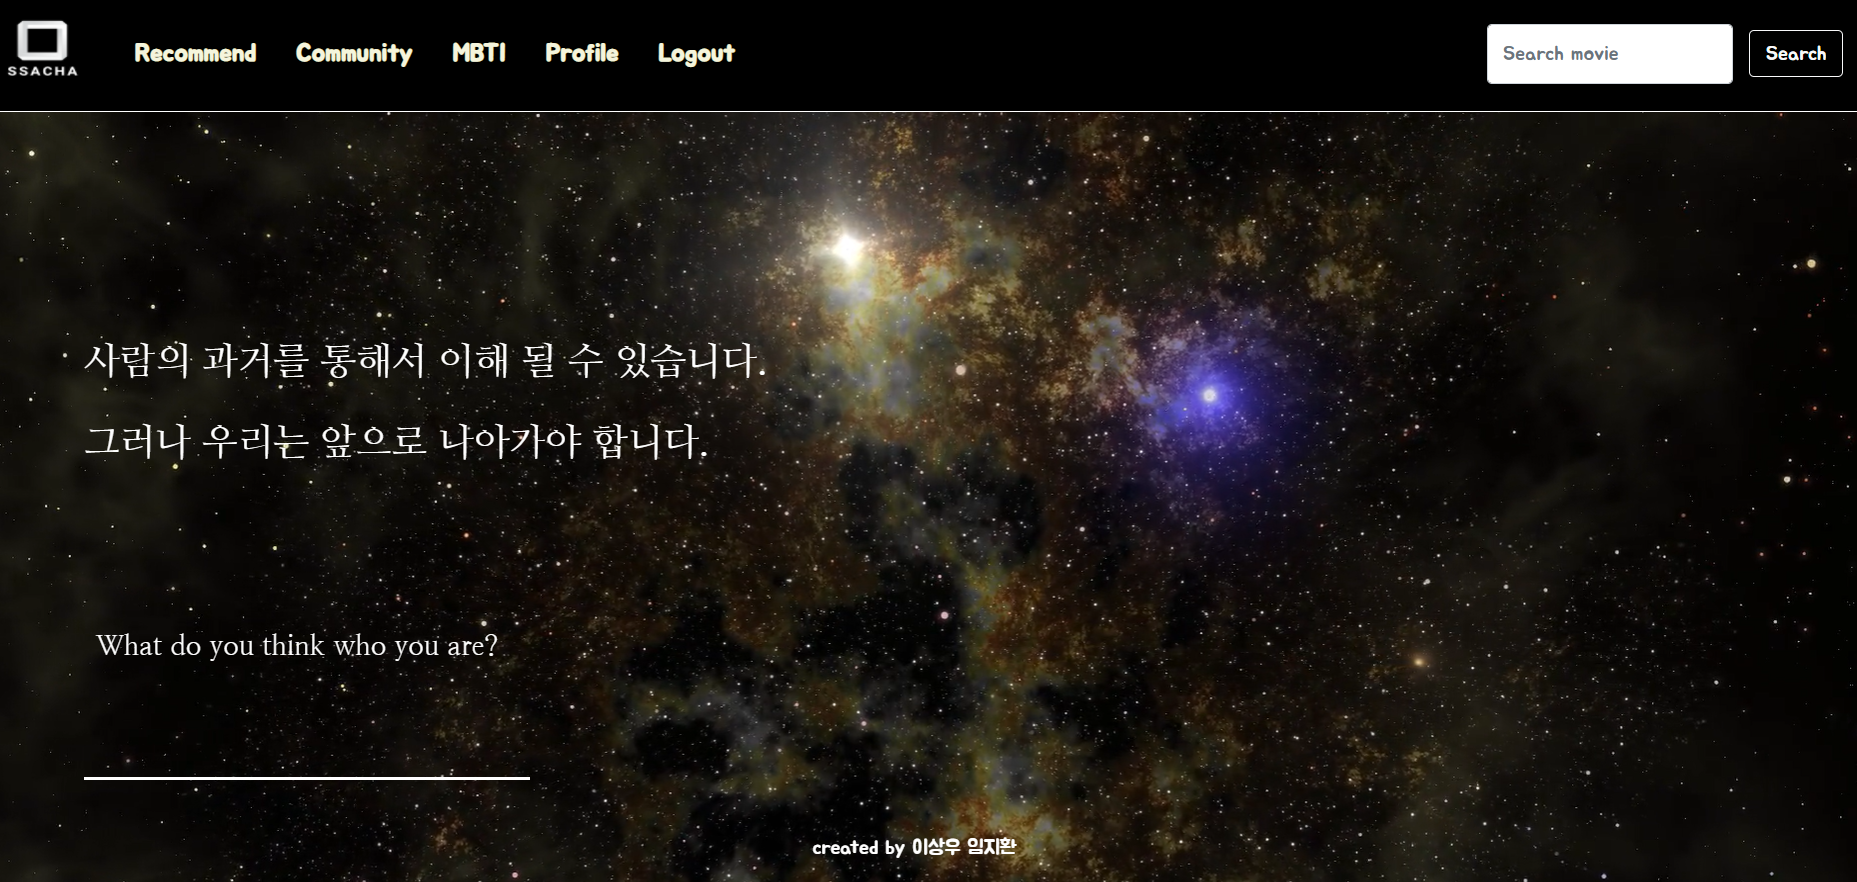 SSACHA
Recommend Community MBTI Profile Logout
Search movie
Search
사람의 과거를 통해서 이해 될 수 있습니다.
그러나 우리는 앞으로 나아가야 합니다.
What do you think who you are?
created by 이상우 임지환